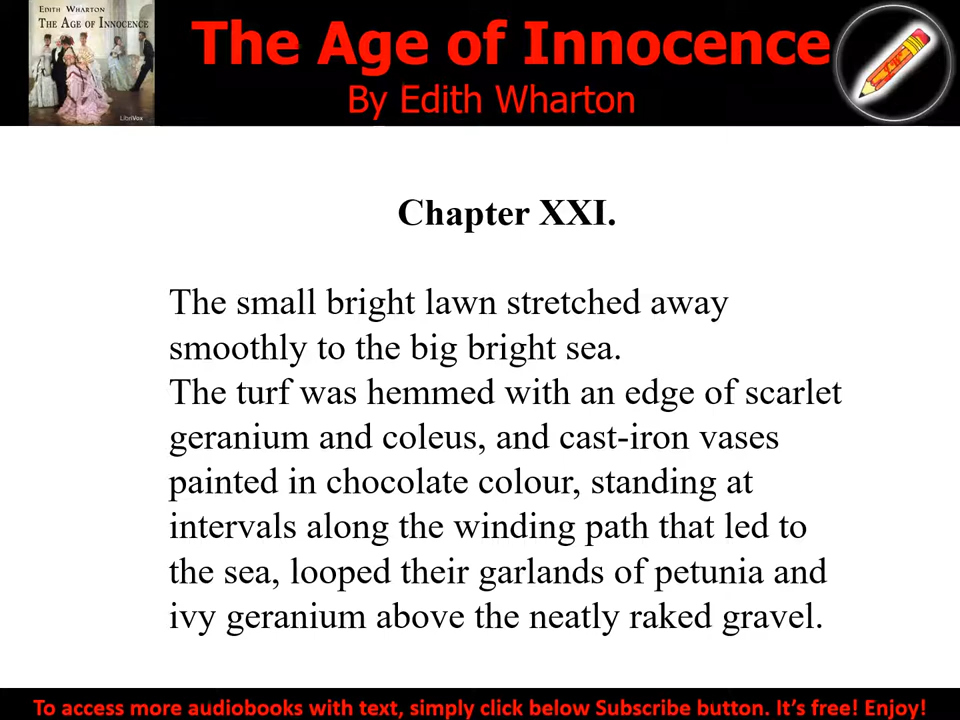 EDITH WHARTON
THE AGE OF INNOCENCE
LibriVox
The Age of Innocence
By Edith Wharton
Chapter XXI.
The small bright lawn stretched away
smoothly to the big bright sea.
The turf was hemmed with an edge of scarlet
geranium and coleus, and cast-iron vases
painted in chocolate colour, standing at
intervals along the winding path that led to
the sea, looped their garlands of petunia and
ivy geranium above the neatly raked gravel.
To access more audiobooks with text, simply click below Subscribe button. It’s free! Enjoy!